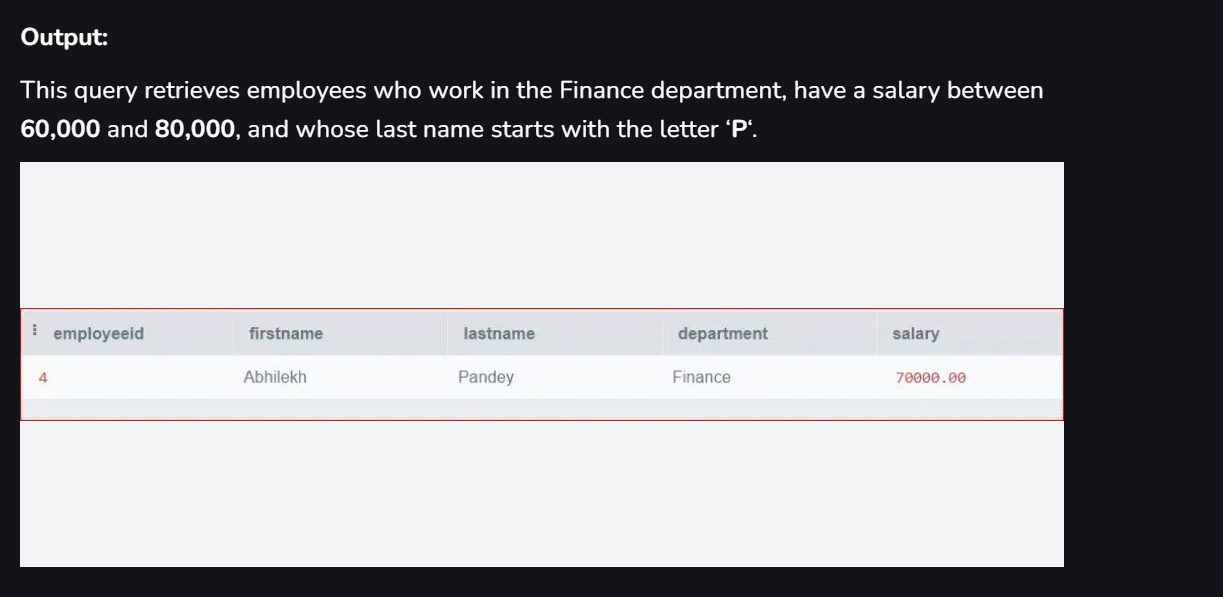 Output:
This query retrieves employees who work in the Finance department, have a salary between
60,000 and 80,000, and whose last name starts with the letter ‘P‘.
employeeid firstname lastname department salary
4 Abhilekh Pandey Finance 70000.00